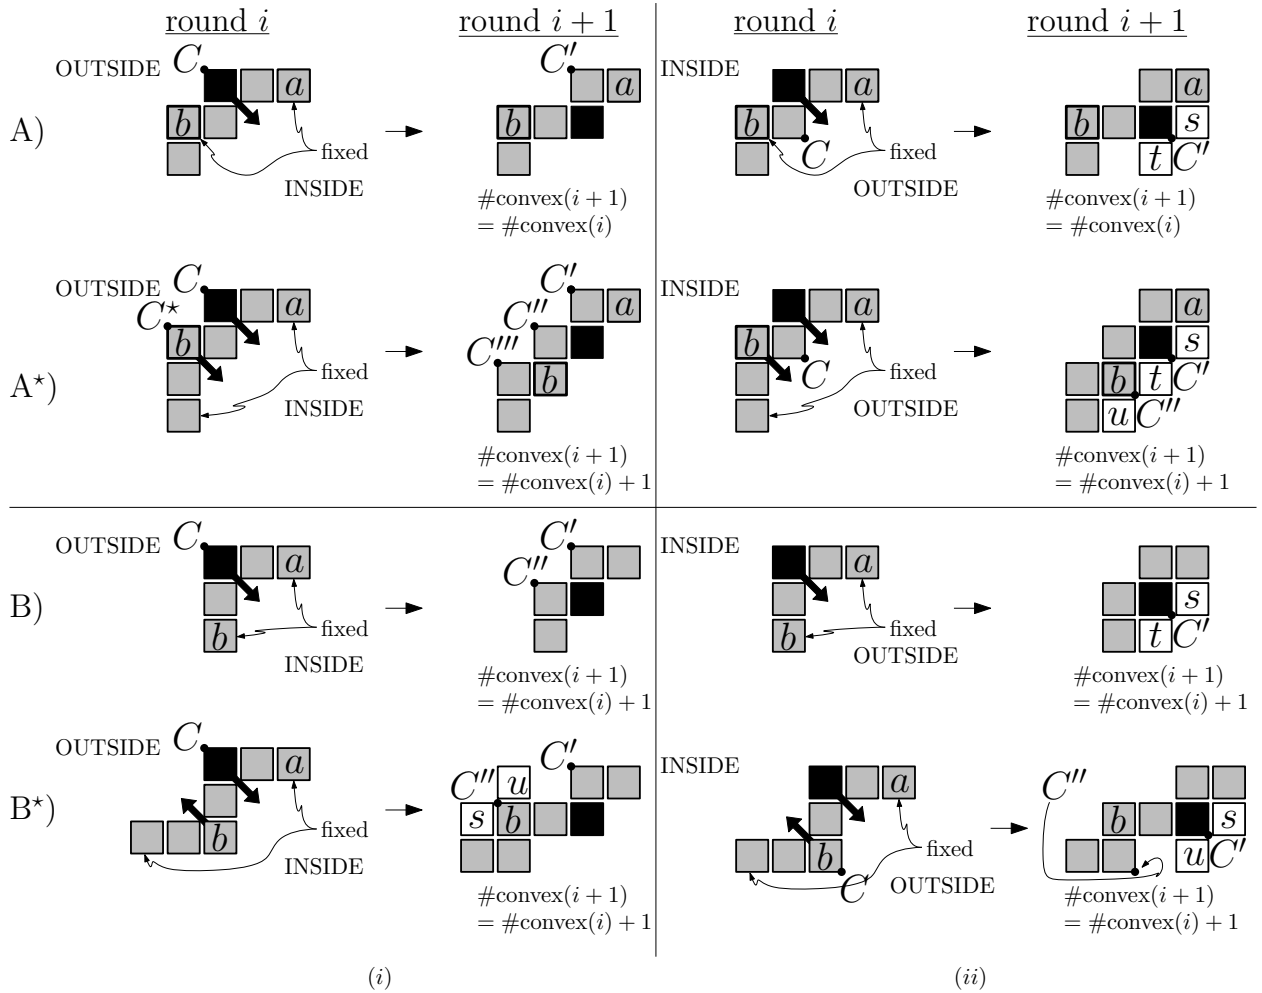 round i
round i + 1
round i
round i + 1
A)
OUTSIDE
C
a
b
fixed
INSIDE
C′
a
b
#convex(i + 1)
= #convex(i)
INSIDE
a
b
C
fixed
OUTSIDE
a
b
s
t
C′
#convex(i + 1)
= #convex(i)
A⋆)
OUTSIDE
C
C⋆
a
b
fixed
INSIDE
C′
a
C′′
C′′′
b
#convex(i + 1)
= #convex(i) + 1
INSIDE
a
b
C
fixed
OUTSIDE
a
s
b
t
C′
u
C′′
#convex(i + 1)
= #convex(i) + 1
B)
OUTSIDE
C
a
b
fixed
INSIDE
C′
C′′
#convex(i + 1)
= #convex(i) + 1
INSIDE
a
b
fixed
OUTSIDE
s
t
C′
#convex(i + 1)
= #convex(i) + 1
B⋆)
OUTSIDE
C
a
b
fixed
INSIDE
C′
C′′
u
s
b
#convex(i + 1)
= #convex(i) + 1
INSIDE
a
b
C
fixed
OUTSIDE
C′′
b
s
u
C′
#convex(i + 1)
= #convex(i) + 1
(i)
(ii)